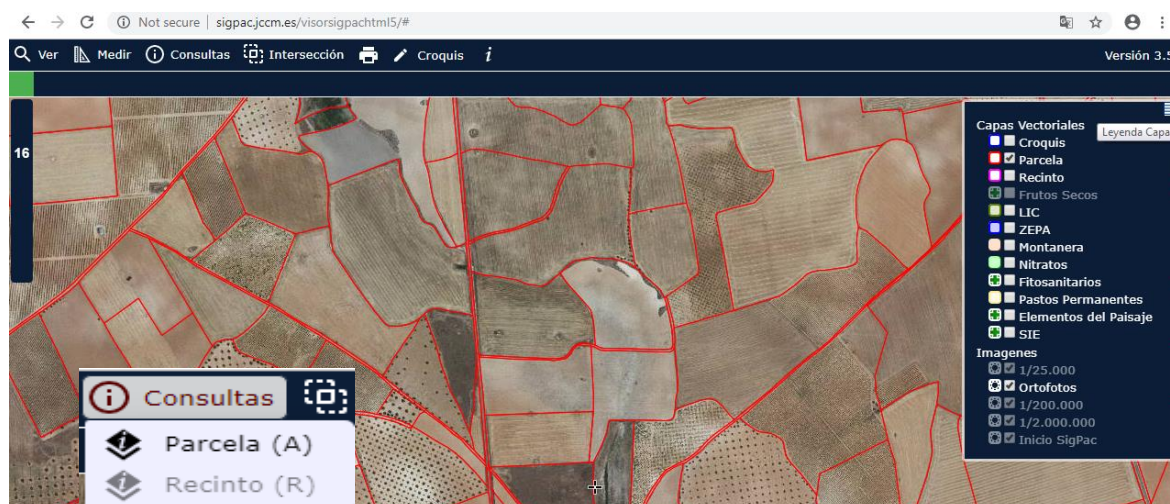 Not secure | sigpac.jccm.es/visorsigpachtml5/#
Ver Medir Consultas Intersección Croquis i
Versión 3.5
16
Capas Vectoriales
Leyenda Capa
Croquis
Parcela
Recinto
Frutos Secos
LIC
ZEPA
Montanera
Nitratos
Fitosanitarios
Pastos Permanentes
Elementos del Paisaje
SIE
Imagenes
1/25.000
Ortofotos
1/200.000
1/2.000.000
Inicio SigPac
Consultas
Parcela (A)
Recinto (R)